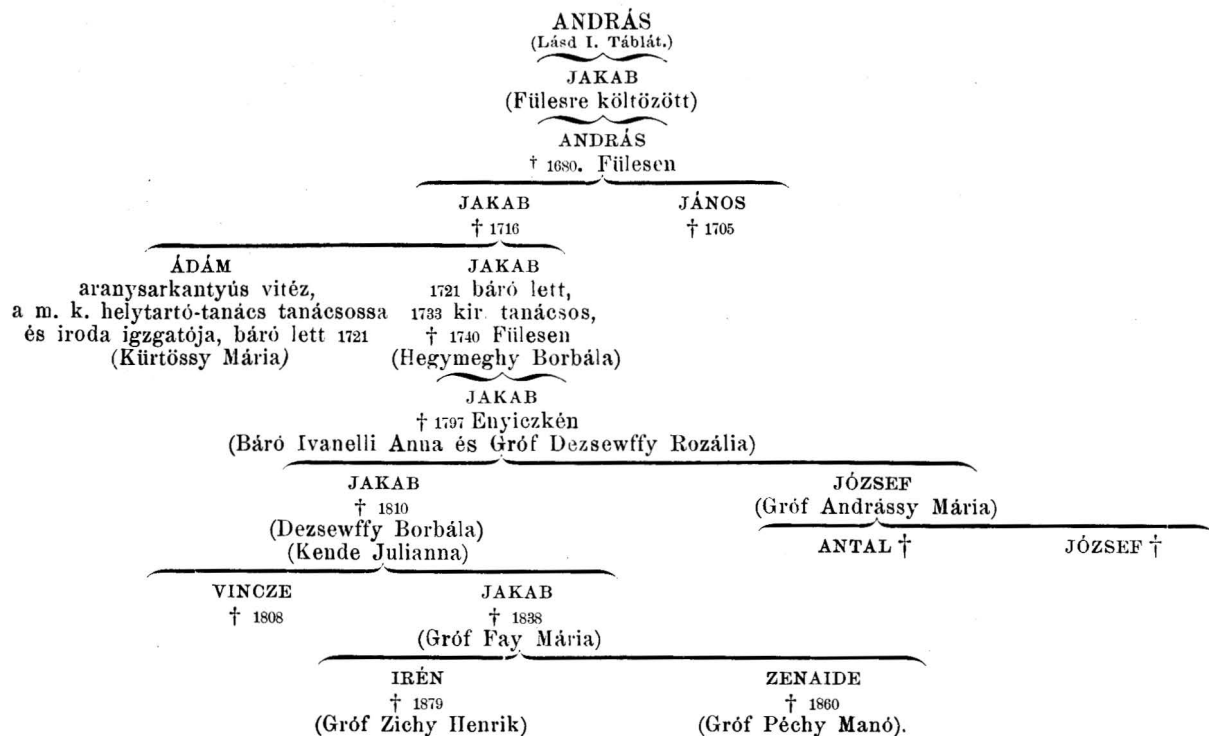 ANDRÁS
(Lásd I. Táblát.)
JAKAB
(Fülesre költözött)
ANDRÁS
† 1680. Fülesen
JAKAB JÁNOS
† 1716 † 1705
ÁDÁM JAKAB
aranysarkantyús vitéz, 1721 báró lett,
a m. k. helytartó-tanács tanácsossa 1733 kir. tanácsos,
és iroda igzgatója, báró lett 1721 † 1740 Fülesen
(Kürtössy Mária) (Hegymeghy Borbála)
JAKAB
† 1797 Enyiczkén
(Báró Ivanelli Anna és Gróf Dezsewffy Rozália)
JAKAB JÓZSEF
† 1810 (Gróf Andrássy Mária)
(Dezsewffy Borbála)
(Kende Julianna) ANTAL † JÓZSEF †
VINCZE JAKAB
† 1808 † 1838
(Gróf Fay Mária)
IRÉN ZENAIDE
† 1879 † 1860
(Gróf Zichy Henrik) (Gróf Péchy Manó).